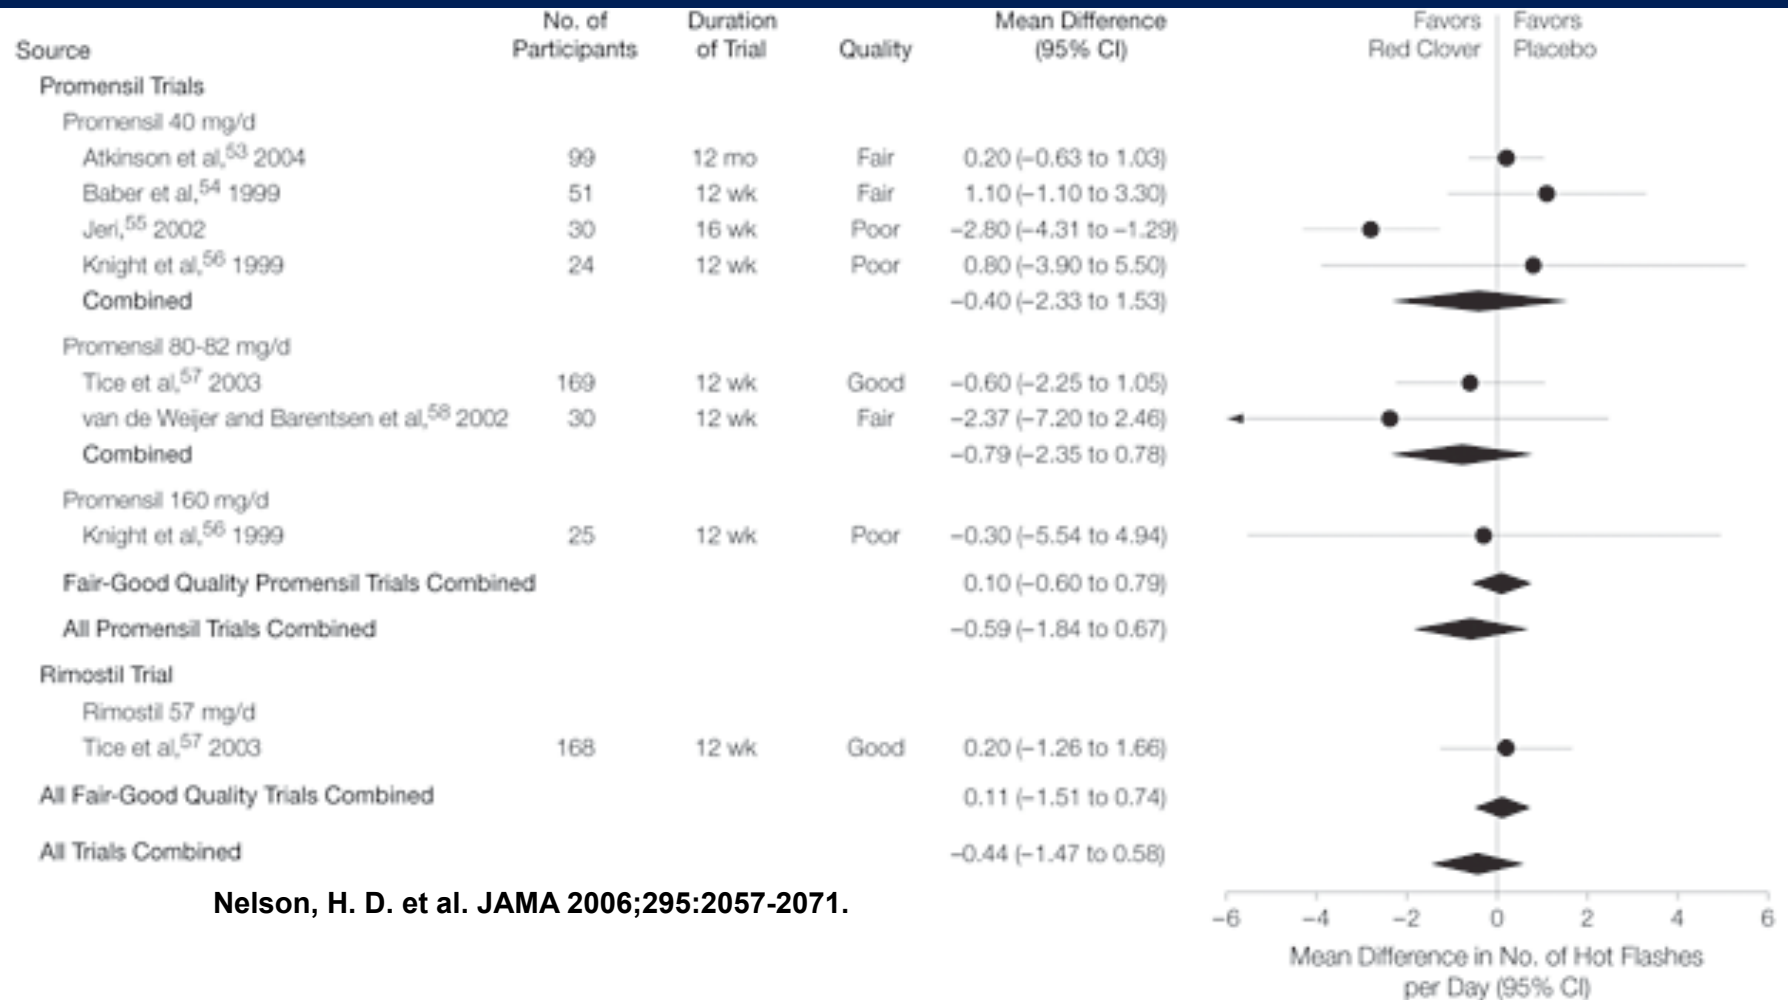 No. of Duration Mean Difference Favors Favors
Source Participants of Trial Quality (95% CI) Red Clover Placebo
Promensil Trials
Promensil 40 mg/d
Atkinson et al,53 2004 99 12 mo Fair 0.20 (−0.63 to 1.03)
Baber et al,54 1999 51 12 wk Fair 1.10 (−1.10 to 3.30)
Jeri,55 2002 30 16 wk Poor −2.80 (−4.31 to −1.29)
Knight et al,56 1999 24 12 wk Poor 0.80 (−3.90 to 5.50)
Combined −0.40 (−2.33 to 1.53)
Promensil 80-82 mg/d
Tice et al,57 2003 169 12 wk Good −0.60 (−2.25 to 1.05)
van de Weijer and Barentsen et al,58 2002 30 12 wk Fair −2.37 (−7.20 to 2.46)
Combined −0.79 (−2.35 to 0.78)
Promensil 160 mg/d
Knight et al,56 1999 25 12 wk Poor −0.30 (−5.54 to 4.94)
Fair-Good Quality Promensil Trials Combined 0.10 (−0.60 to 0.79)
All Promensil Trials Combined −0.59 (−1.84 to 0.67)
Rimostil Trial
Rimostil 57 mg/d
Tice et al,57 2003 168 12 wk Good 0.20 (−1.26 to 1.66)
All Fair-Good Quality Trials Combined 0.11 (−1.51 to 0.74)
All Trials Combined −0.44 (−1.47 to 0.58)
Nelson, H. D. et al. JAMA 2006;295:2057-2071.
−6 −4 −2 0 2 4 6
Mean Difference in No. of Hot Flashes
per Day (95% CI)